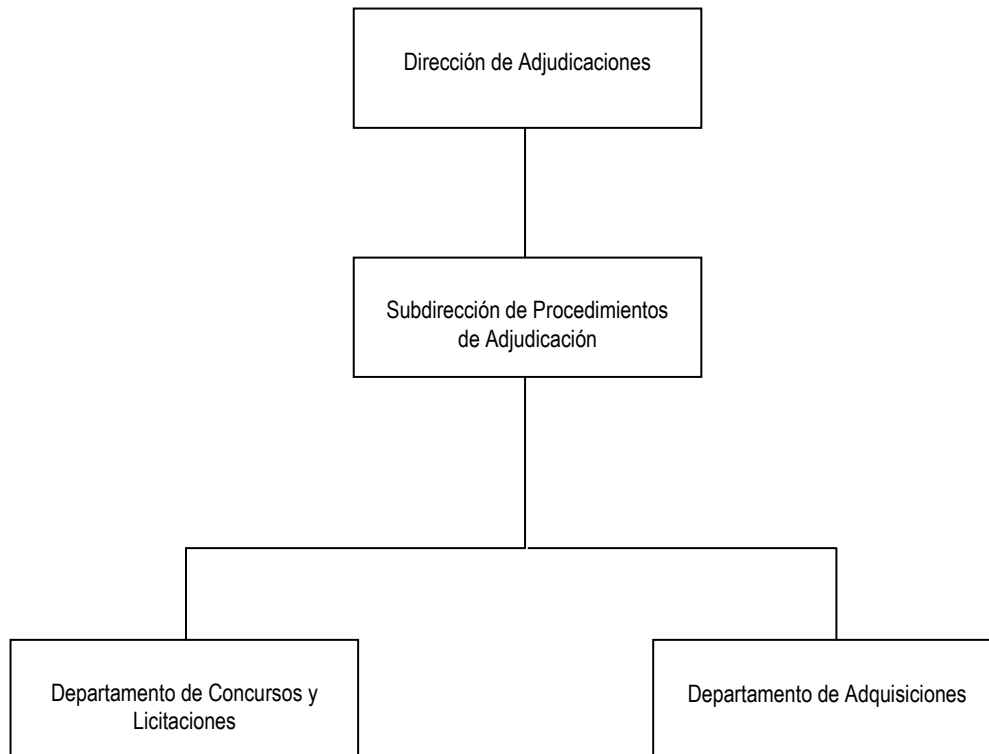 Dirección de Adjudicaciones
Subdirección de Procedimientos
de Adjudicación
Departamento de Concursos y
Licitaciones
Departamento de Adquisiciones